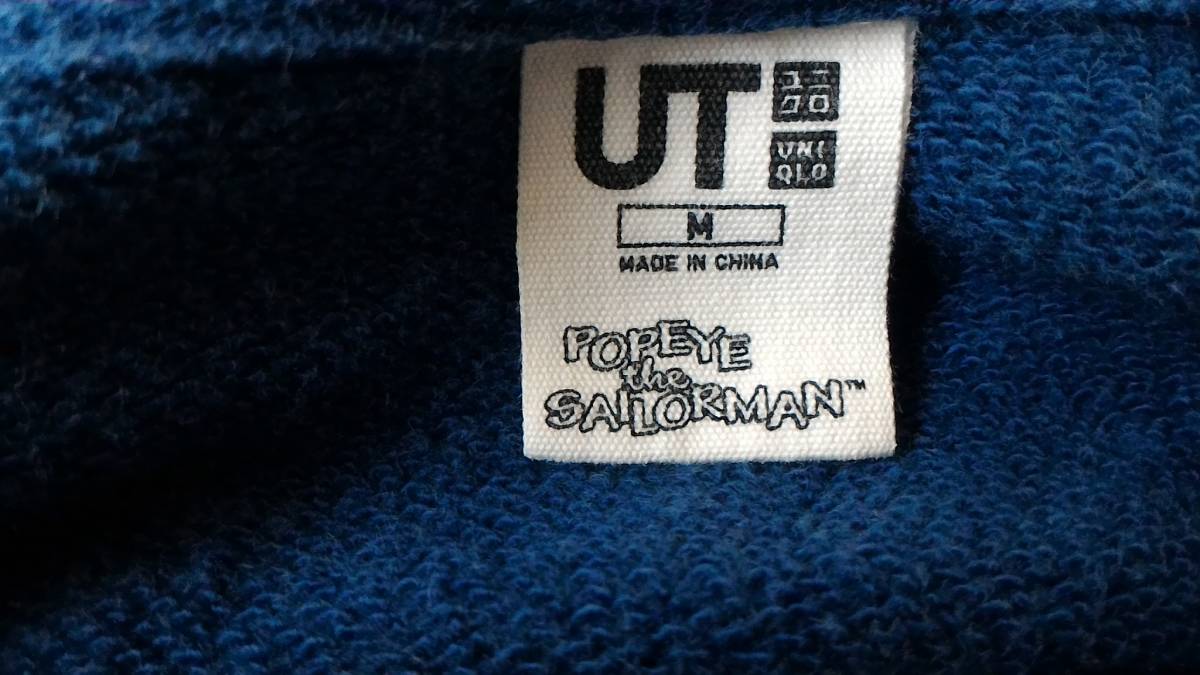 UT
ユニ
クロ
UNI
QLO
M
MADE IN CHINA
POPEYE
the
SAILORMAN™